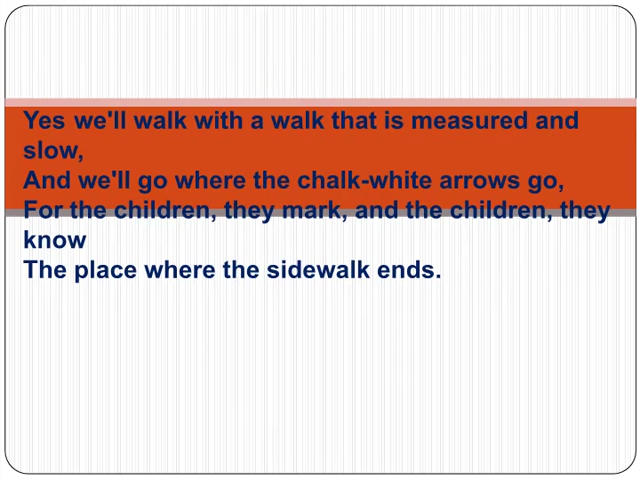 Yes we'll walk with a walk that is measured and
slow,
And we'll go where the chalk-white arrows go,
For the children, they mark, and the children, they
know
The place where the sidewalk ends.